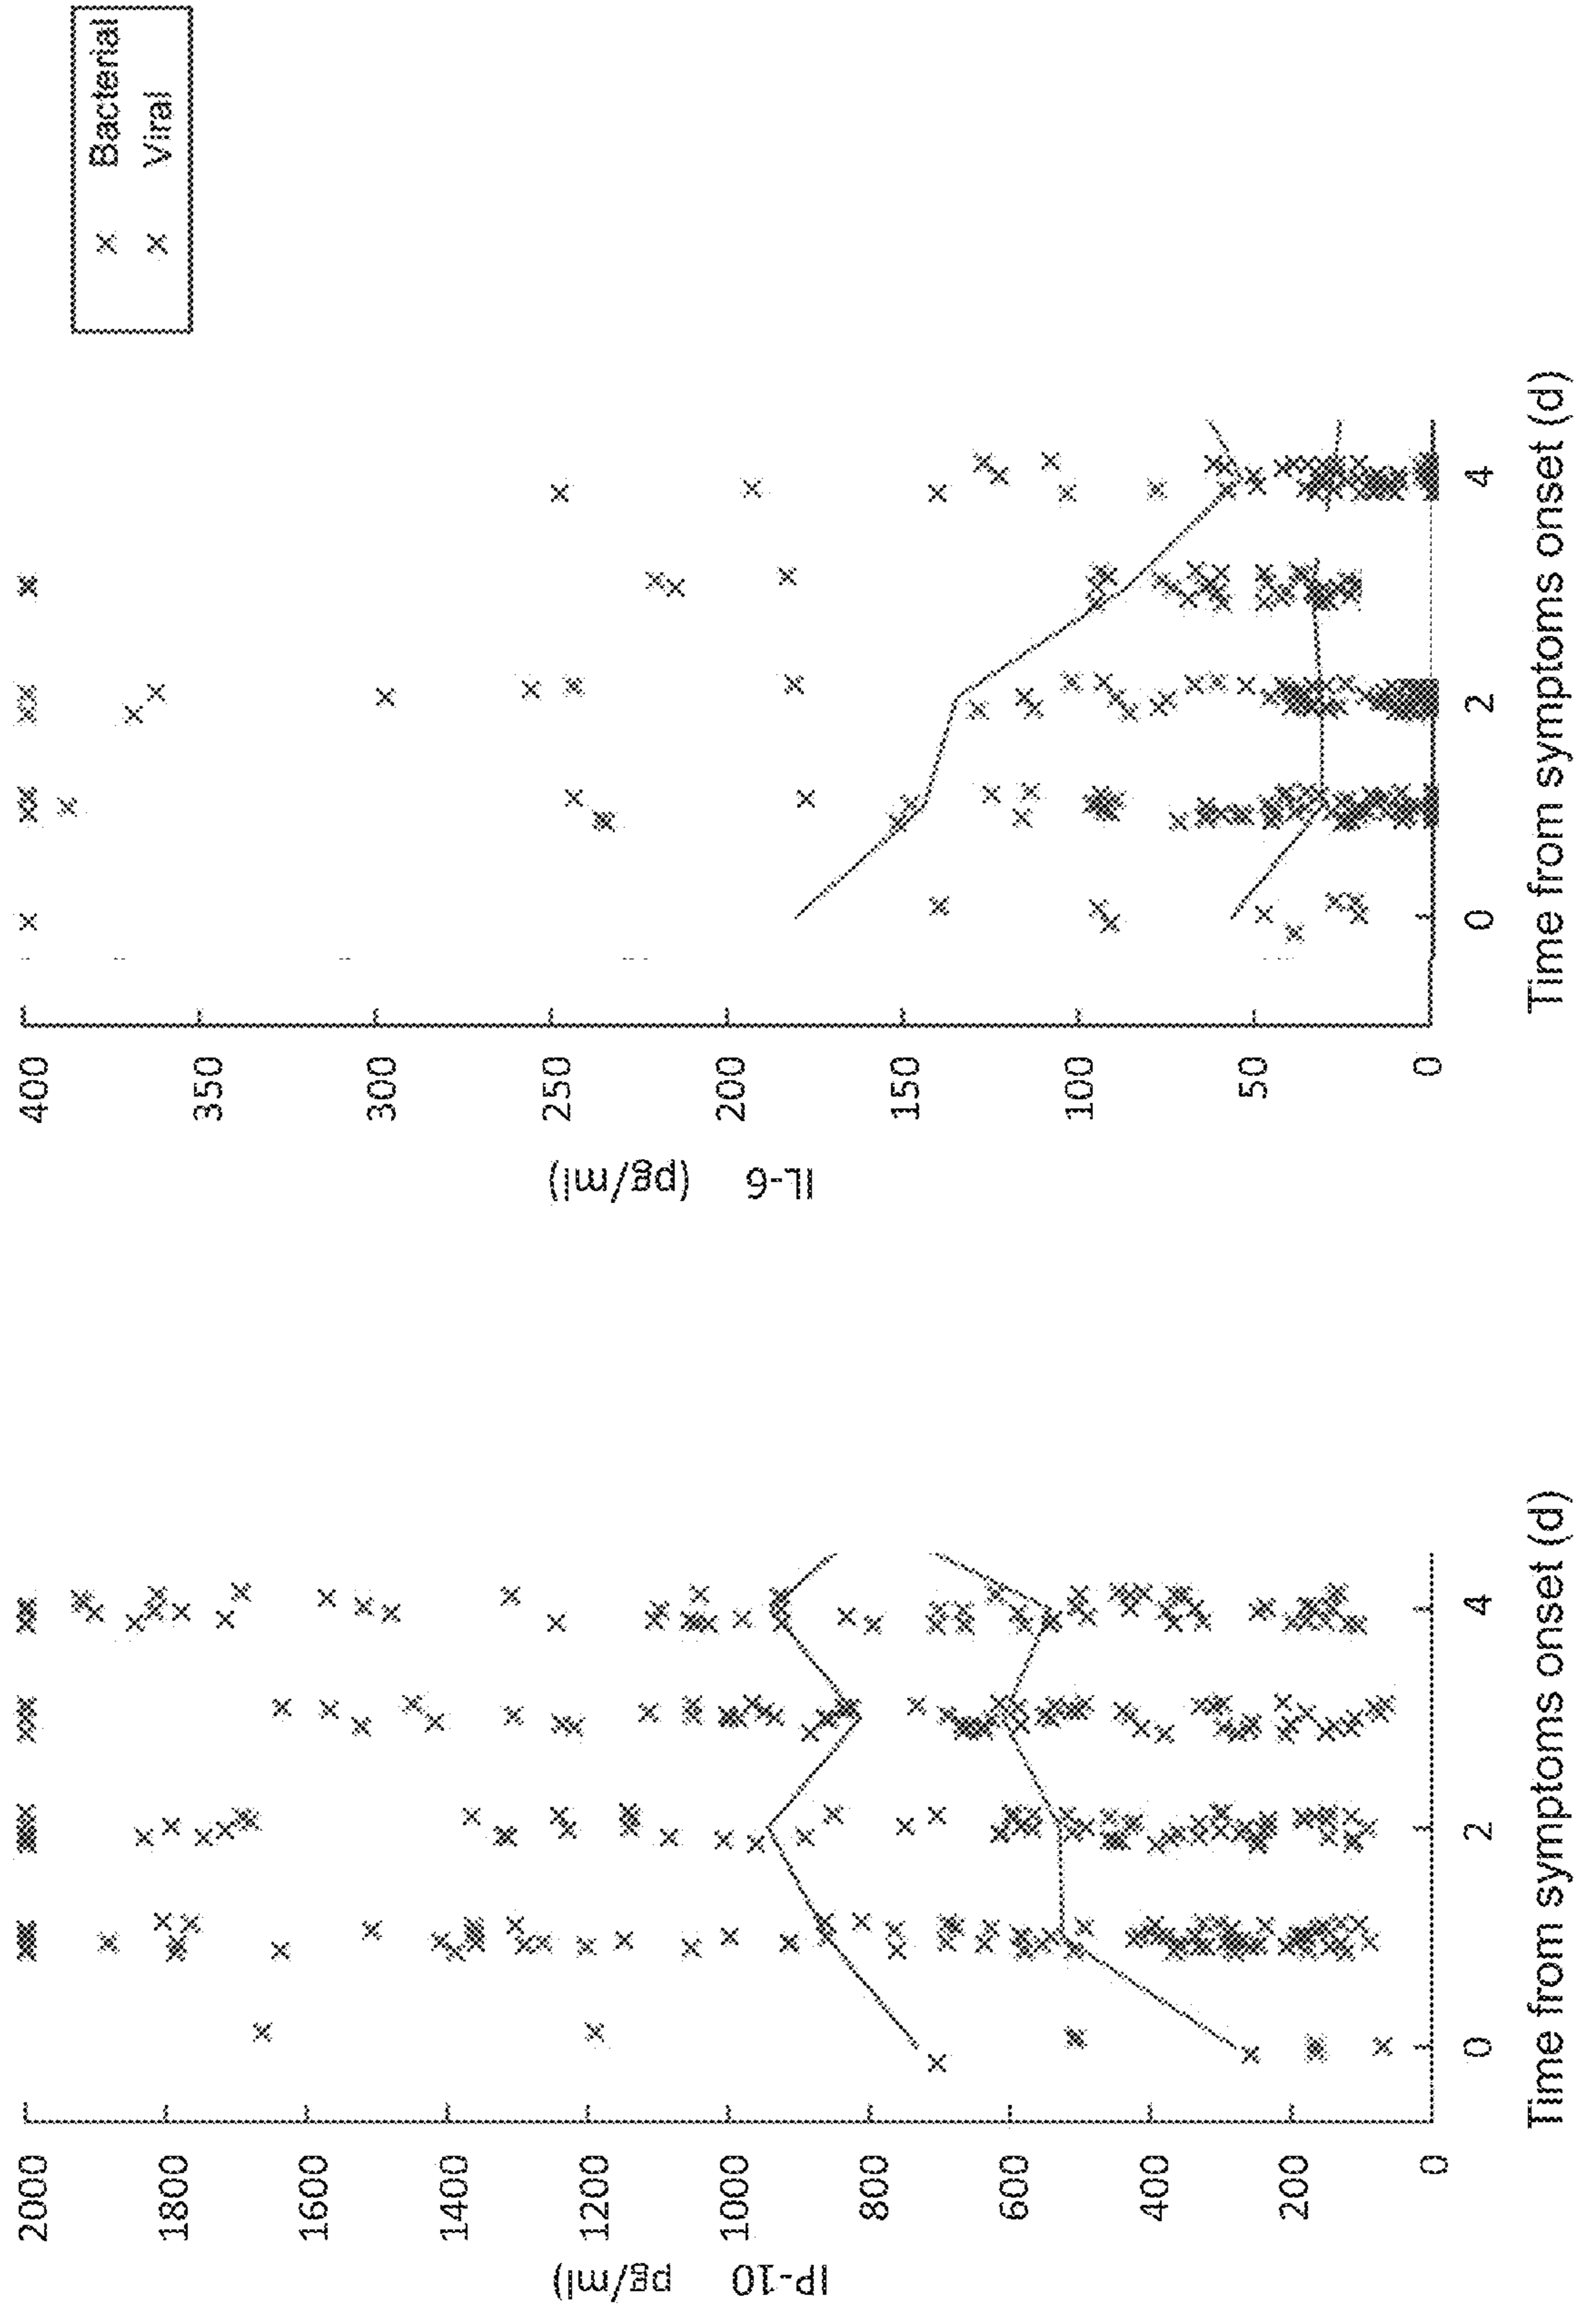 Bacterial
Viral
2000
1800
1600
1400
1200
1000
800
600
400
200
0
IP-10 pg/ml)
0 2 4
Time from symptoms onset (d)
400
350
300
250
200
150
100
50
0
IL-6 (pg/ml)
0 2 4
Time from symptoms onset (d)